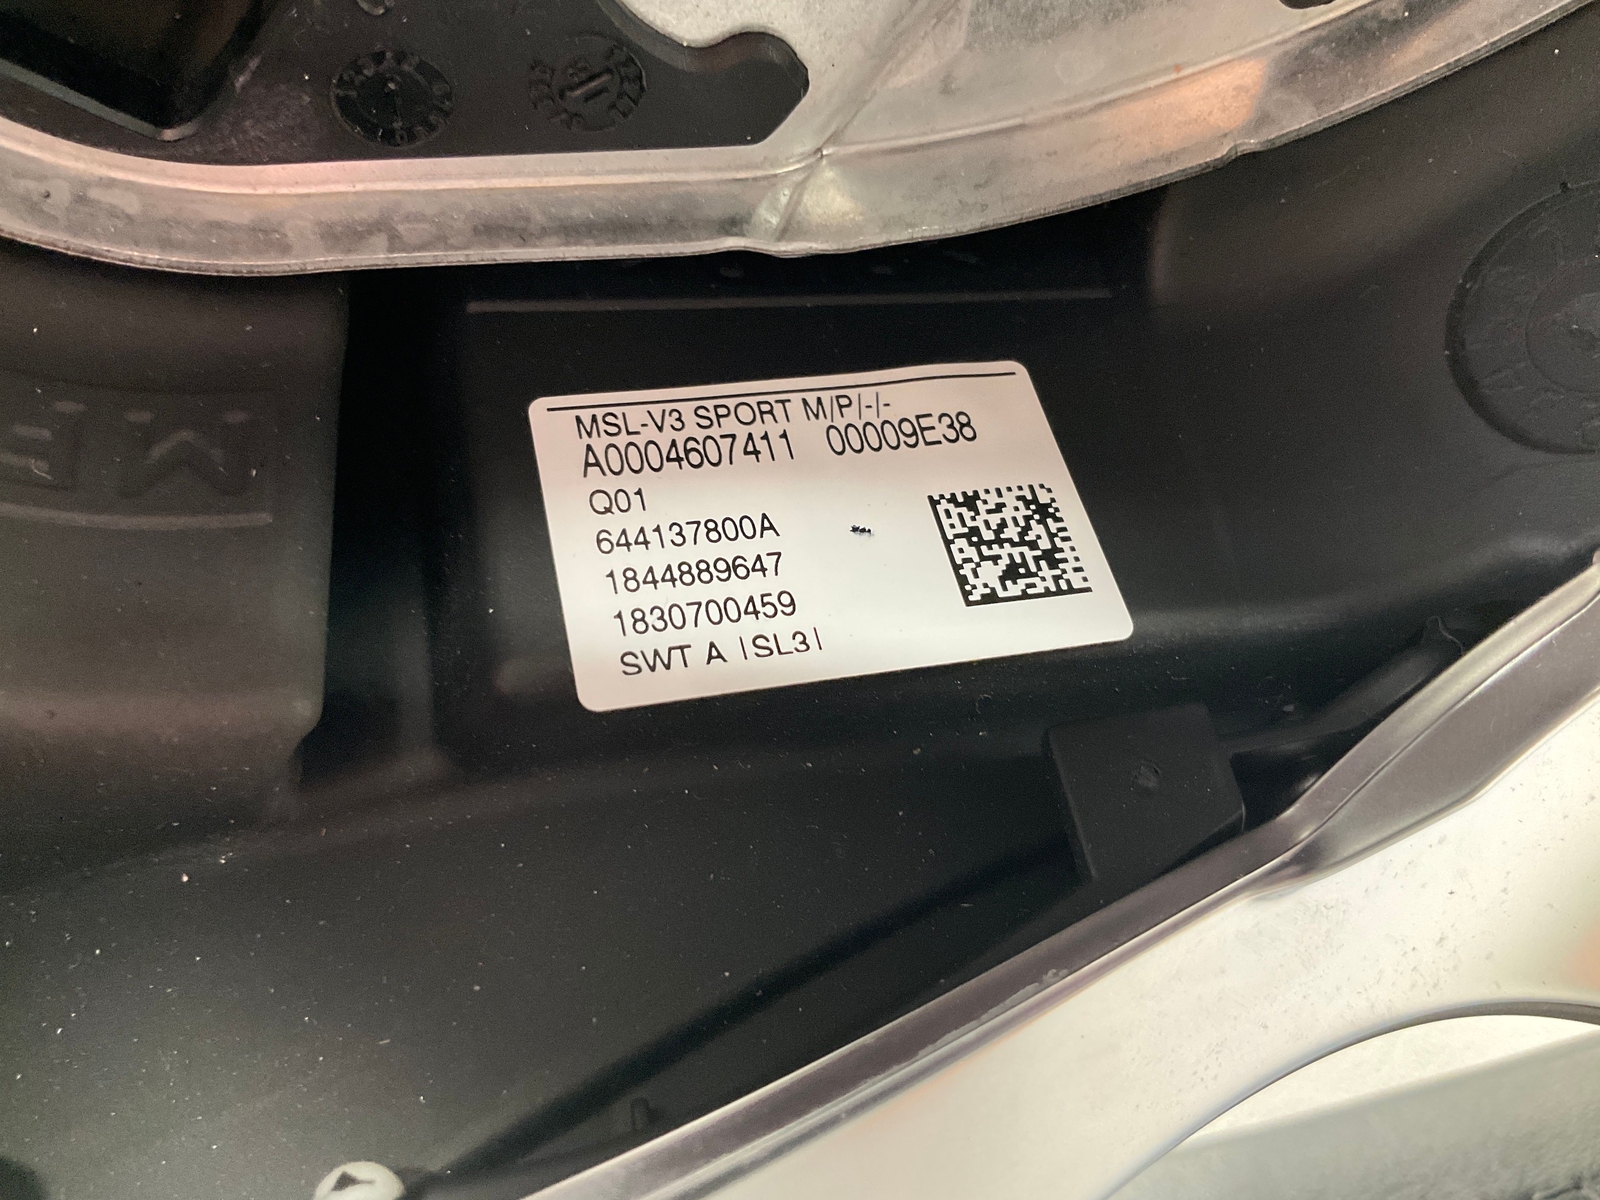 MSL-V3 SPORT M/P/-/-
A0004607411 00009E38
Q01
644137800A
1844889647
1830700459
SWT A |SL3|